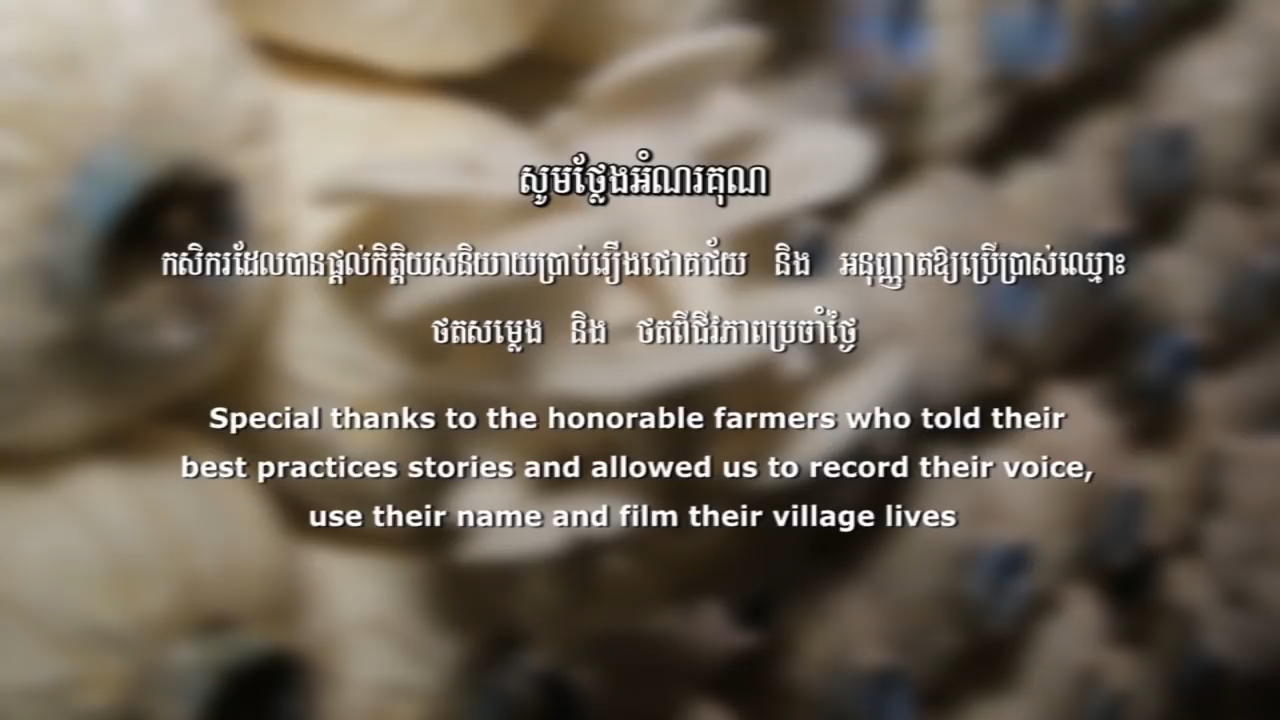 សូមថ្លែងអំណរគុណ
កសិករដែលបានផ្តល់កិត្តិយសនិយាយប្រាប់រឿងជោគជ័យ និង អនុញ្ញាតឱ្យប្រើប្រាស់ឈ្មោះ
ថតសម្លេង និង ថតពីជីវភាពប្រចាំថ្ងៃ
Special thanks to the honorable farmers who told their
best practices stories and allowed us to record their voice,
use their name and film their village lives